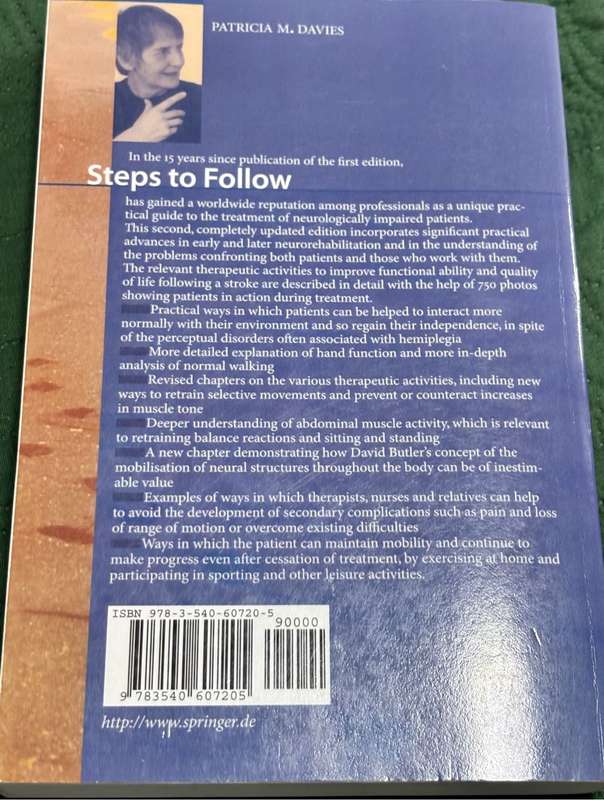 PATRICIA M. DAVIES
In the 15 years since publication of the first edition,
Steps to Follow
has gained a worldwide reputation among professionals as a unique prac-
tical guide to the treatment of neurologically impaired patients.
This second, completely updated edition incorporates significant practical
advances in early and later neurorehabilitation and in the understanding of
the problems confronting both patients and those who work with them.
The relevant therapeutic activities to improve functional ability and quality
of life following a stroke are described in detail with the help of 750 photos
showing patients in action during treatment.
Practical ways in which patients can be helped to interact more
normally with their environment and so regain their independence, in spite
of the perceptual disorders often associated with hemiplegia
More detailed explanation of hand function and more in-depth
analysis of normal walking
Revised chapters on the various therapeutic activities, including new
ways to retrain selective movements and prevent or counteract increases
in muscle tone
Deeper understanding of abdominal muscle activity, which is relevant
to retraining balance reactions and sitting and standing
A new chapter demonstrating how David Butler's concept of the
mobilisation of neural structures throughout the body can be of inestim-
able value
Examples of ways in which therapists, nurses and relatives can help
to avoid the development of secondary complications such as pain and loss
of range of motion or overcome existing difficulties
Ways in which the patient can maintain mobility and continue to
make progress even after cessation of treatment, by exercising at home and
participating in sporting and other leisure activities.
ISBN 978-3-540-60720-5
90000
9 783540 607205
http://www.springer.de